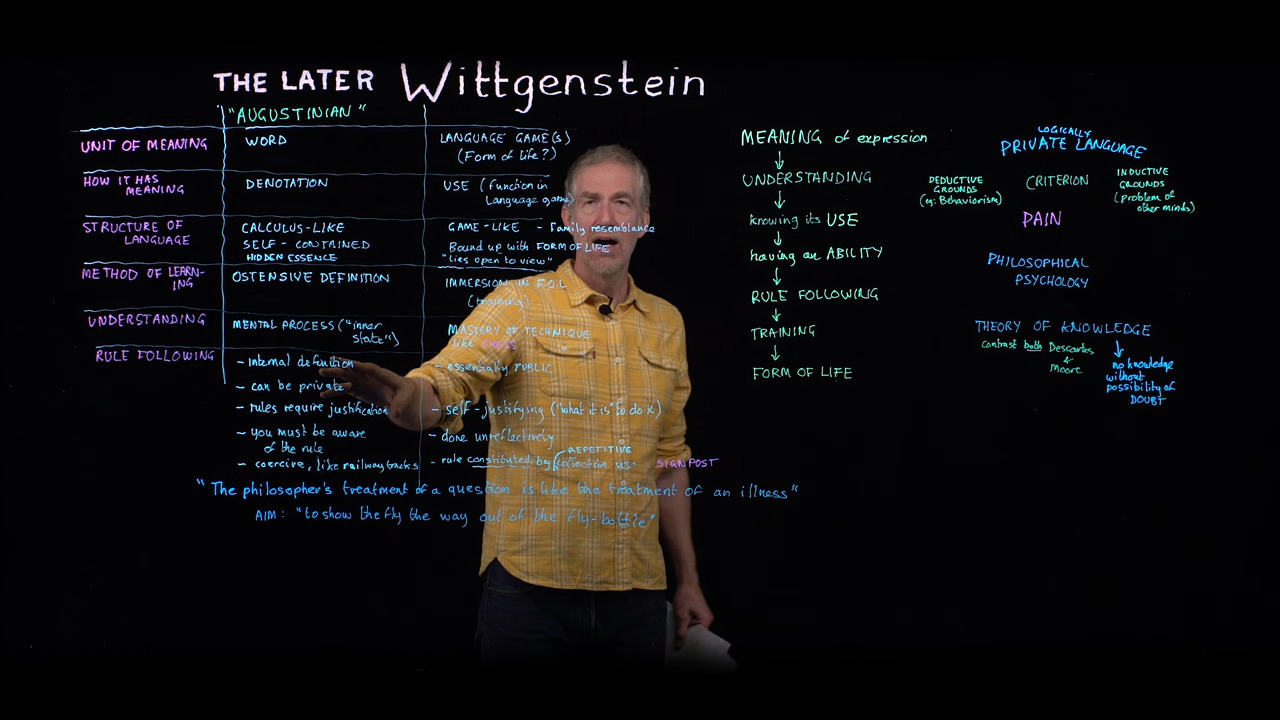 THE LATER Wittgenstein
"AUGUSTINIAN"
UNIT OF MEANING
WORD
LANGUAGE GAME(S)
(Form of life?)
HOW IT HAS
MEANING
DENOTATION
USE (function in
Language game)
STRUCTURE OF
LANGUAGE
CALCULUS-LIKE
SELF-CONTAINED
HIDDEN ESSENCE
GAME-LIKE - family resemblance
Bound up with FORM OF LIFE
"lies open to view"
METHOD OF LEARN-
ING
OSTENSIVE DEFINITION
IMMERSION IN F.O.L
(training)
UNDERSTANDING
MENTAL PROCESS ("inner
state")
MASTERY OF TECHNIQUE
like CHESS
RULE FOLLOWING
- internal definition
- can be private
- rules require justification
- you must be aware
of the rule
- coercive, like railway tracks
- essentially PUBLIC
- self-justifying ("what it is" to do x)
- done unreflectively
REPETITIVE
- rule constituted by collective use
SIGNPOST
"The philosopher's treatment of a question is like the treatment of an illness"
AIM: "to show the fly the way out of the fly-bottle"
MEANING of expression
↓
UNDERSTANDING
↓
knowing its USE
↓
having an ABILITY
↓
RULE FOLLOWING
↓
TRAINING
↓
FORM OF LIFE
LOGICALLY
PRIVATE LANGUAGE
DEDUCTIVE
GROUNDS
(eg: Behaviorism)
CRITERION
INDUCTIVE
GROUNDS
(problem of
other minds)
PAIN
PHILOSOPHICAL
PSYCHOLOGY
THEORY OF KNOWLEDGE
contrast both Descartes
&
Moore
↓
no knowledge
without
possibility of
DOUBT